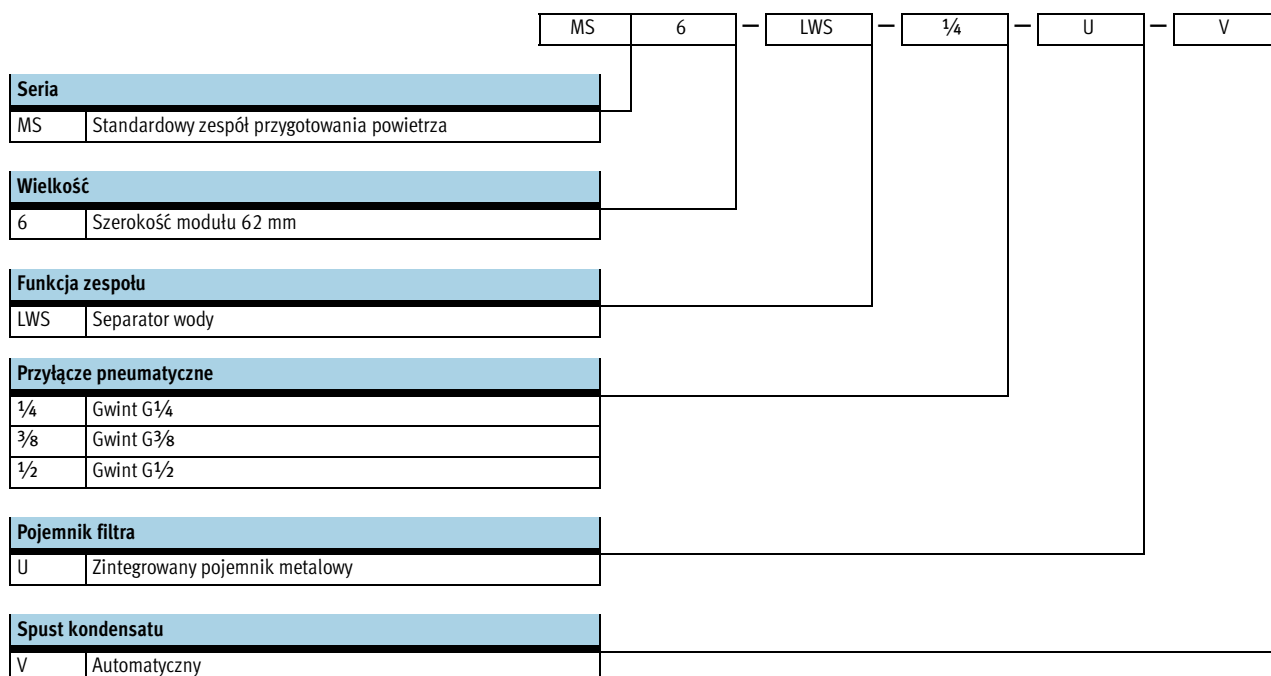 MS 6 – LWS – ¼ – U – V
Seria
MS Standardowy zespół przygotowania powietrza
Wielkość
6 Szerokość modułu 62 mm
Funkcja zespołu
LWS Separator wody
Przyłącze pneumatyczne
¼ Gwint G¼
⅜ Gwint G⅜
½ Gwint G½
Pojemnik filtra
U Zintegrowany pojemnik metalowy
Spust kondensatu
V Automatyczny